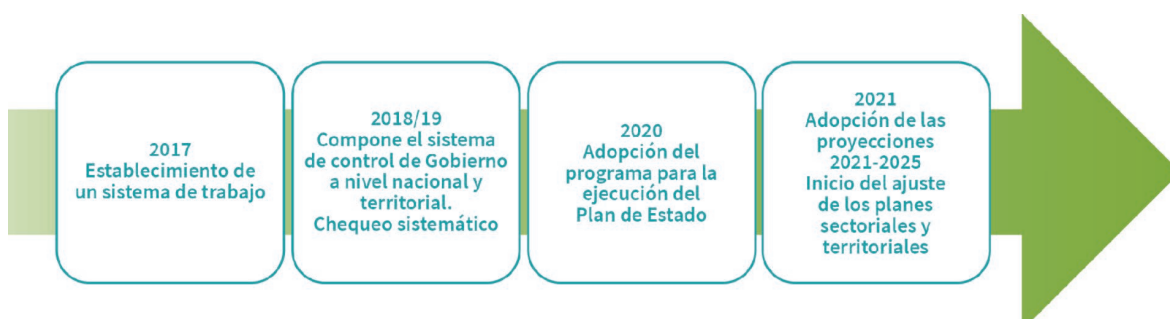 2017
Establecimiento de
un sistema de trabajo
2018/19
Compone el sistema
de control de Gobierno
a nivel nacional y
territorial.
Chequeo sistemático
2020
Adopción del
programa para la
ejecución del
Plan de Estado
2021
Adopción de las
proyecciones
2021-2025
Inicio del ajuste
de los planes
sectoriales y
territoriales